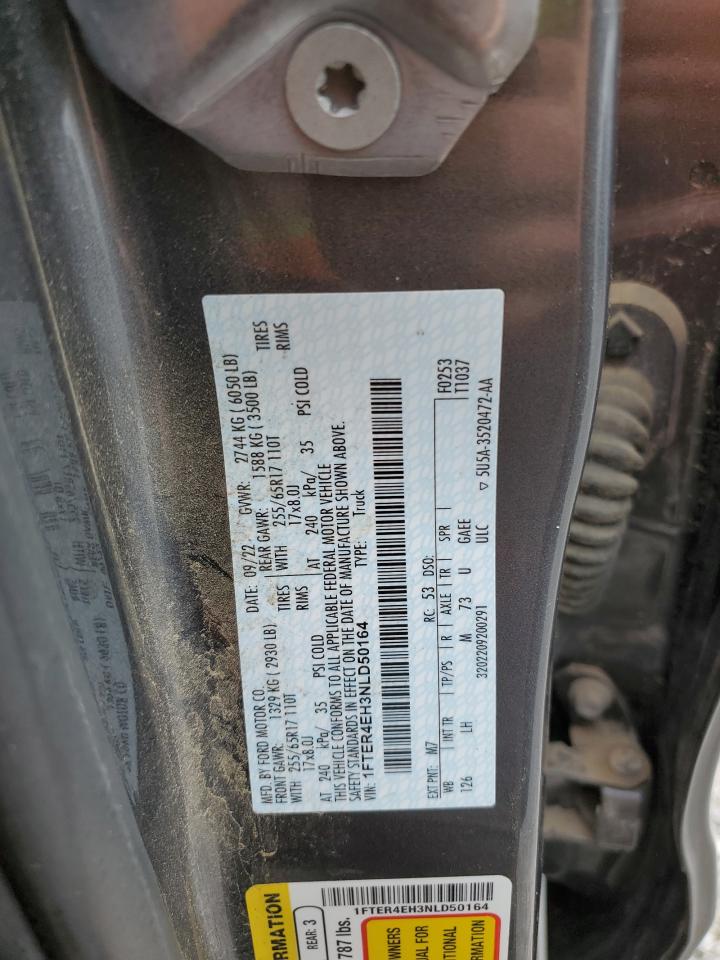 MFD. BY FORD MOTOR CO.
DATE: 09/22 GVWR: 2744 KG ( 6050 LB)
FRONT GAWR: 1329 KG ( 2930 LB) REAR GAWR: 1588 KG ( 3500 LB)
WITH 255/65R17 110T TIRES WITH 255/65R17 110T TIRES
17x8.0J RIMS 17x8.0J RIMS
AT 240 kPa/ 35 PSI COLD AT 240 kPa/ 35 PSI COLD
THIS VEHICLE CONFORMS TO ALL APPLICABLE FEDERAL MOTOR VEHICLE
SAFETY STANDARDS IN EFFECT ON THE DATE OF MANUFACTURE SHOWN ABOVE.
VIN: 1FTER4EH3NLD50164 TYPE: Truck
F0253
T1037
EXT PNT: M7 RC: 53 DSO:
WB INT TR TP/PS R AXLE TR SPR
126 LH M 73 U GAEE
3202209200291 ULC
▽ 5U5A-3520472-AA
1FTER4EH3NLD50164
REAR: 3
787 lbs.